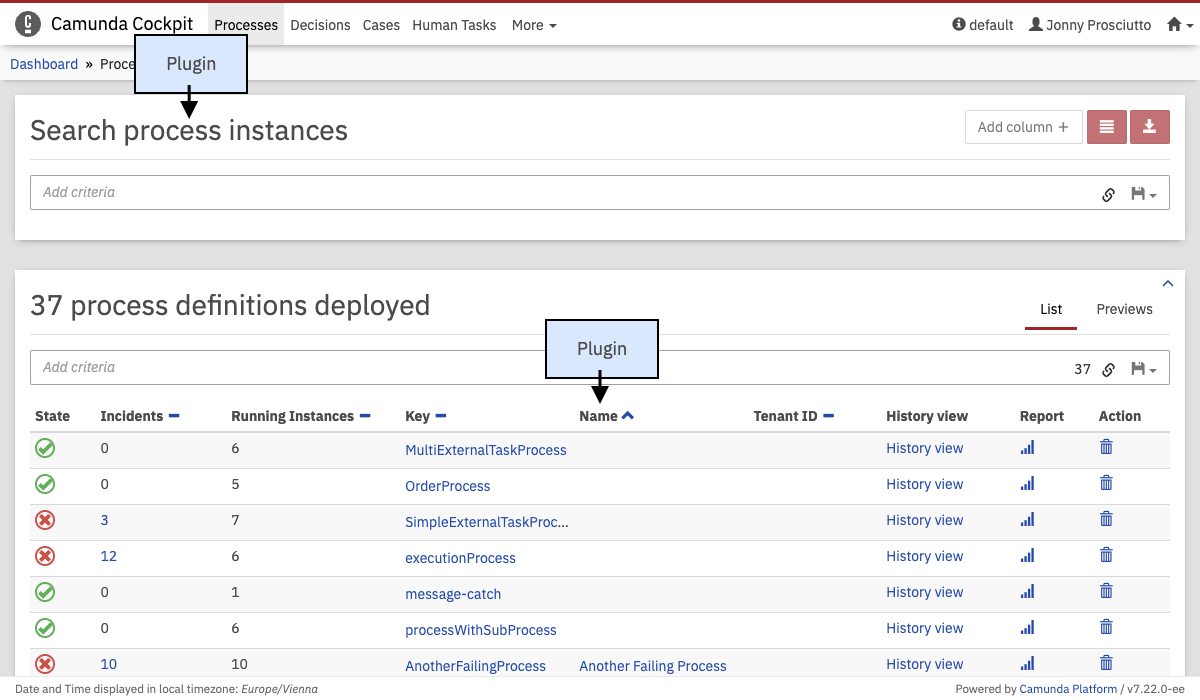 Camunda Cockpit Processes Decisions Cases Human Tasks More default Jonny Prosciutto
Dashboard » Proce
Plugin
Search process instances Add column +
Add criteria
37 process definitions deployed List Previews
Plugin
Add criteria 37
State Incidents Running Instances Key Name Tenant ID History view Report Action
0 6 MultiExternalTaskProcess History view
0 5 OrderProcess History view
3 7 SimpleExternalTaskProc... History view
12 6 executionProcess History view
0 1 message-catch History view
0 6 processWithSubProcess History view
10 10 AnotherFailingProcess Another Failing Process History view
Date and Time displayed in local timezone: Europe/Vienna Powered by Camunda Platform / v7.22.0-ee